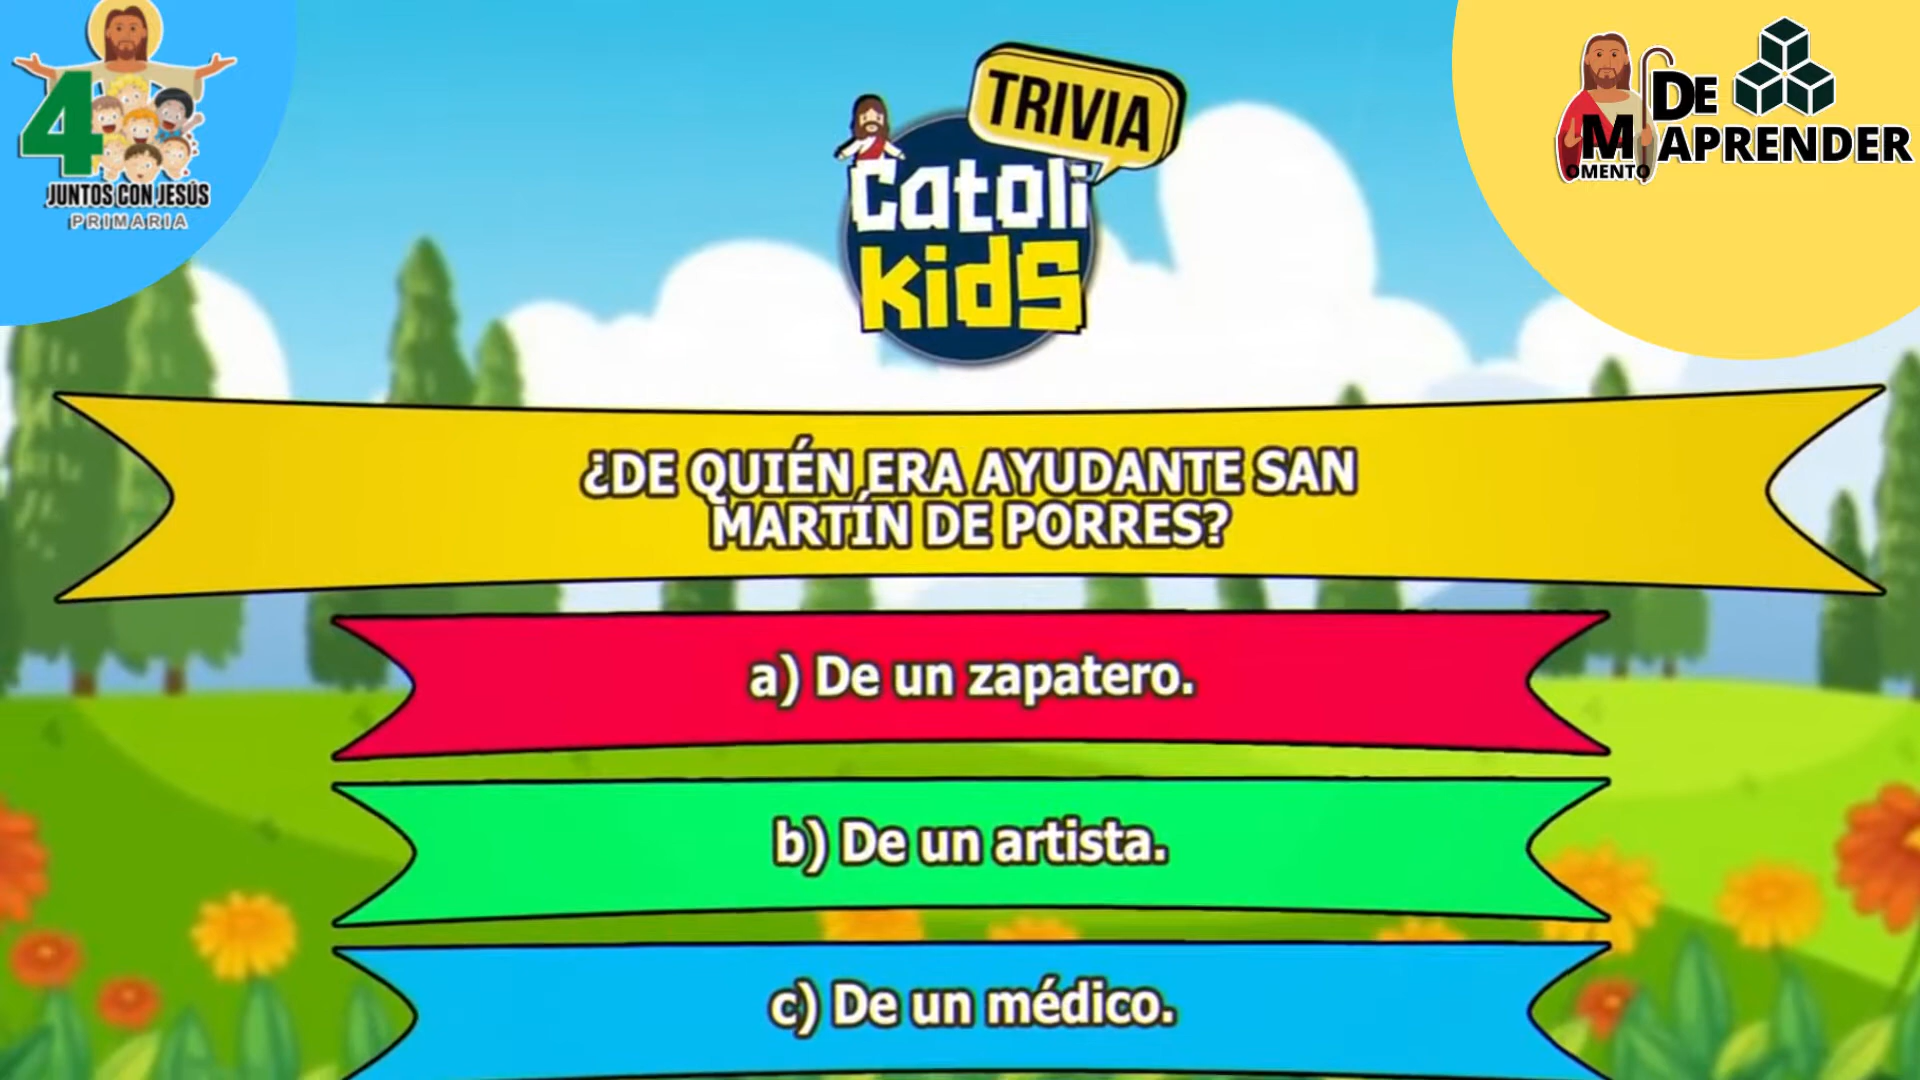 4
JUNTOS CON JESÚS
PRIMARIA
TRIVIA
Catoli
KidS
MOMENTO
DE
APRENDER
¿DE QUIÉN ERA AYUDANTE SAN
MARTÍN DE PORRES?
a) De un zapatero.
b) De un artista.
c) De un médico.